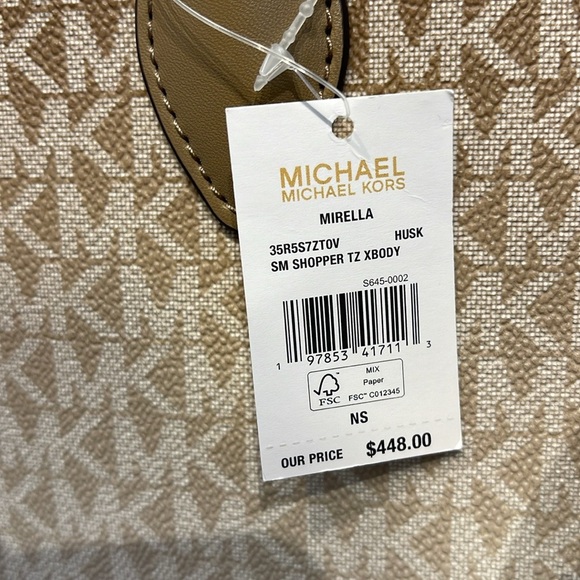 MICHAEL
MICHAEL KORS
MIRELLA
35R5S7ZT0V HUSK
SM SHOPPER TZ XBODY
S645-0002
1 97853 41711 3
MIX
Paper
FSC FSC™ C012345
NS
OUR PRICE $448.00